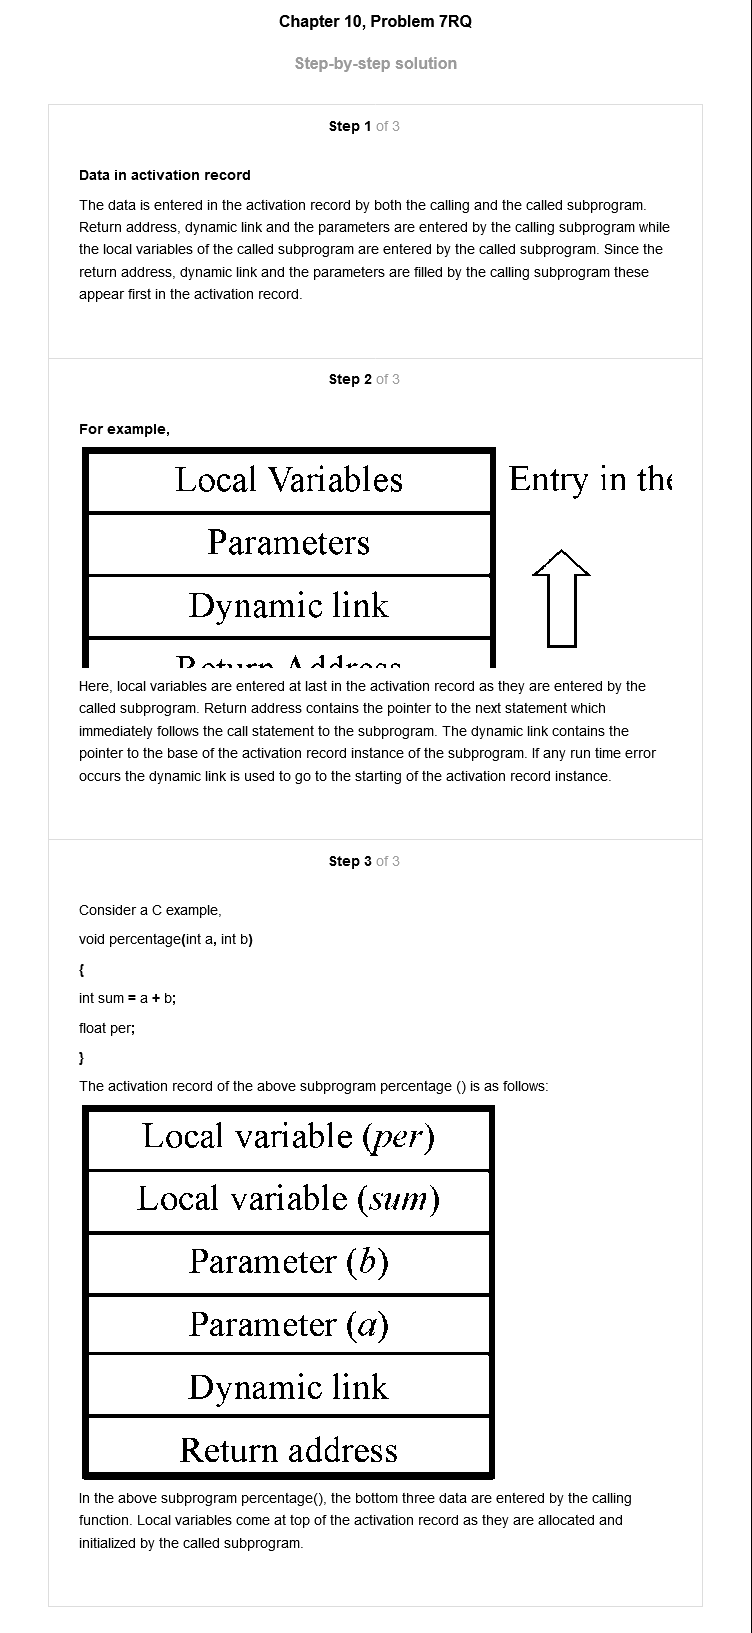 Chapter 10, Problem 7RQ
Step-by-step solution
Step 1 of 3
Data in activation record
The data is entered in the activation record by both the calling and the called subprogram.
Return address, dynamic link and the parameters are entered by the calling subprogram while
the local variables of the called subprogram are entered by the called subprogram. Since the
return address, dynamic link and the parameters are filled by the calling subprogram these
appear first in the activation record.
Step 2 of 3
For example,
Local Variables
Entry in the
Parameters
Dynamic link
Return Address
Here, local variables are entered at last in the activation record as they are entered by the
called subprogram. Return address contains the pointer to the next statement which
immediately follows the call statement to the subprogram. The dynamic link contains the
pointer to the base of the activation record instance of the subprogram. If any run time error
occurs the dynamic link is used to go to the starting of the activation record instance.
Step 3 of 3
Consider a C example,
void percentage(int a, int b)
{
int sum = a + b;
float per;
}
The activation record of the above subprogram percentage () is as follows:
Local variable (per)
Local variable (sum)
Parameter (b)
Parameter (a)
Dynamic link
Return address
In the above subprogram percentage(), the bottom three data are entered by the calling
function. Local variables come at top of the activation record as they are allocated and
initialized by the called subprogram.